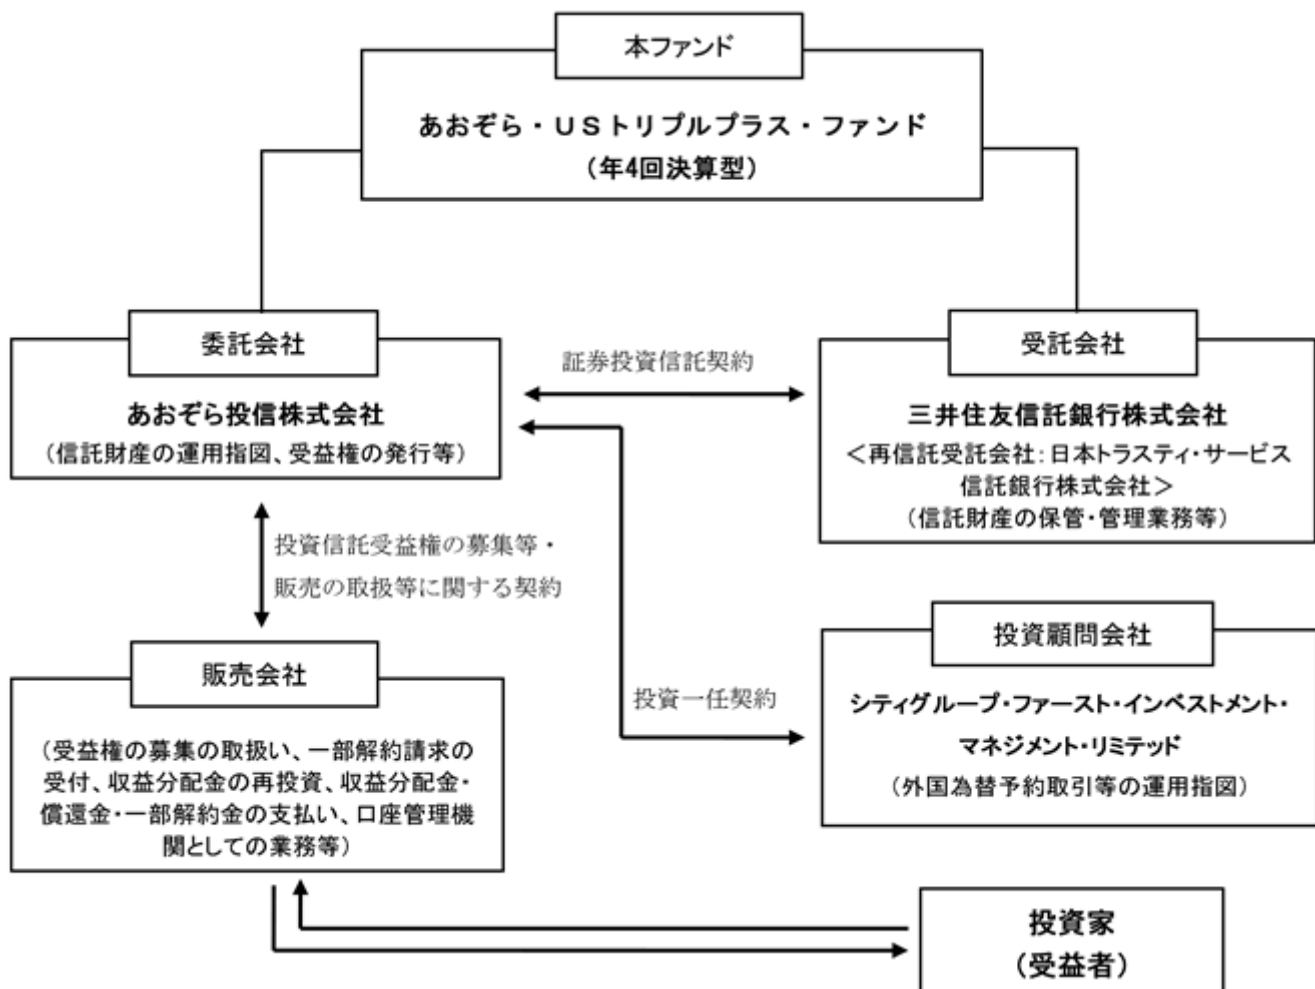 本ファンド
あおぞら・ＵＳトリプルプラス・ファンド
（年4回決算型）
委託会社
あおぞら投信株式会社
（信託財産の運用指図、受益権の発行等）
証券投資信託契約
受託会社
三井住友信託銀行株式会社
＜再信託受託会社：日本トラスティ・サービス
信託銀行株式会社＞
（信託財産の保管・管理業務等）
投資信託受益権の募集等・
販売の取扱等に関する契約
投資一任契約
投資顧問会社
シティグループ・ファースト・インベストメント・
マネジメント・リミテッド
（外国為替予約取引等の運用指図）
販売会社
（受益権の募集の取扱い、一部解約請求の
受付、収益分配金の再投資、収益分配金・
償還金・一部解約金の支払い、口座管理機
関としての業務等）
投資家
（受益者）